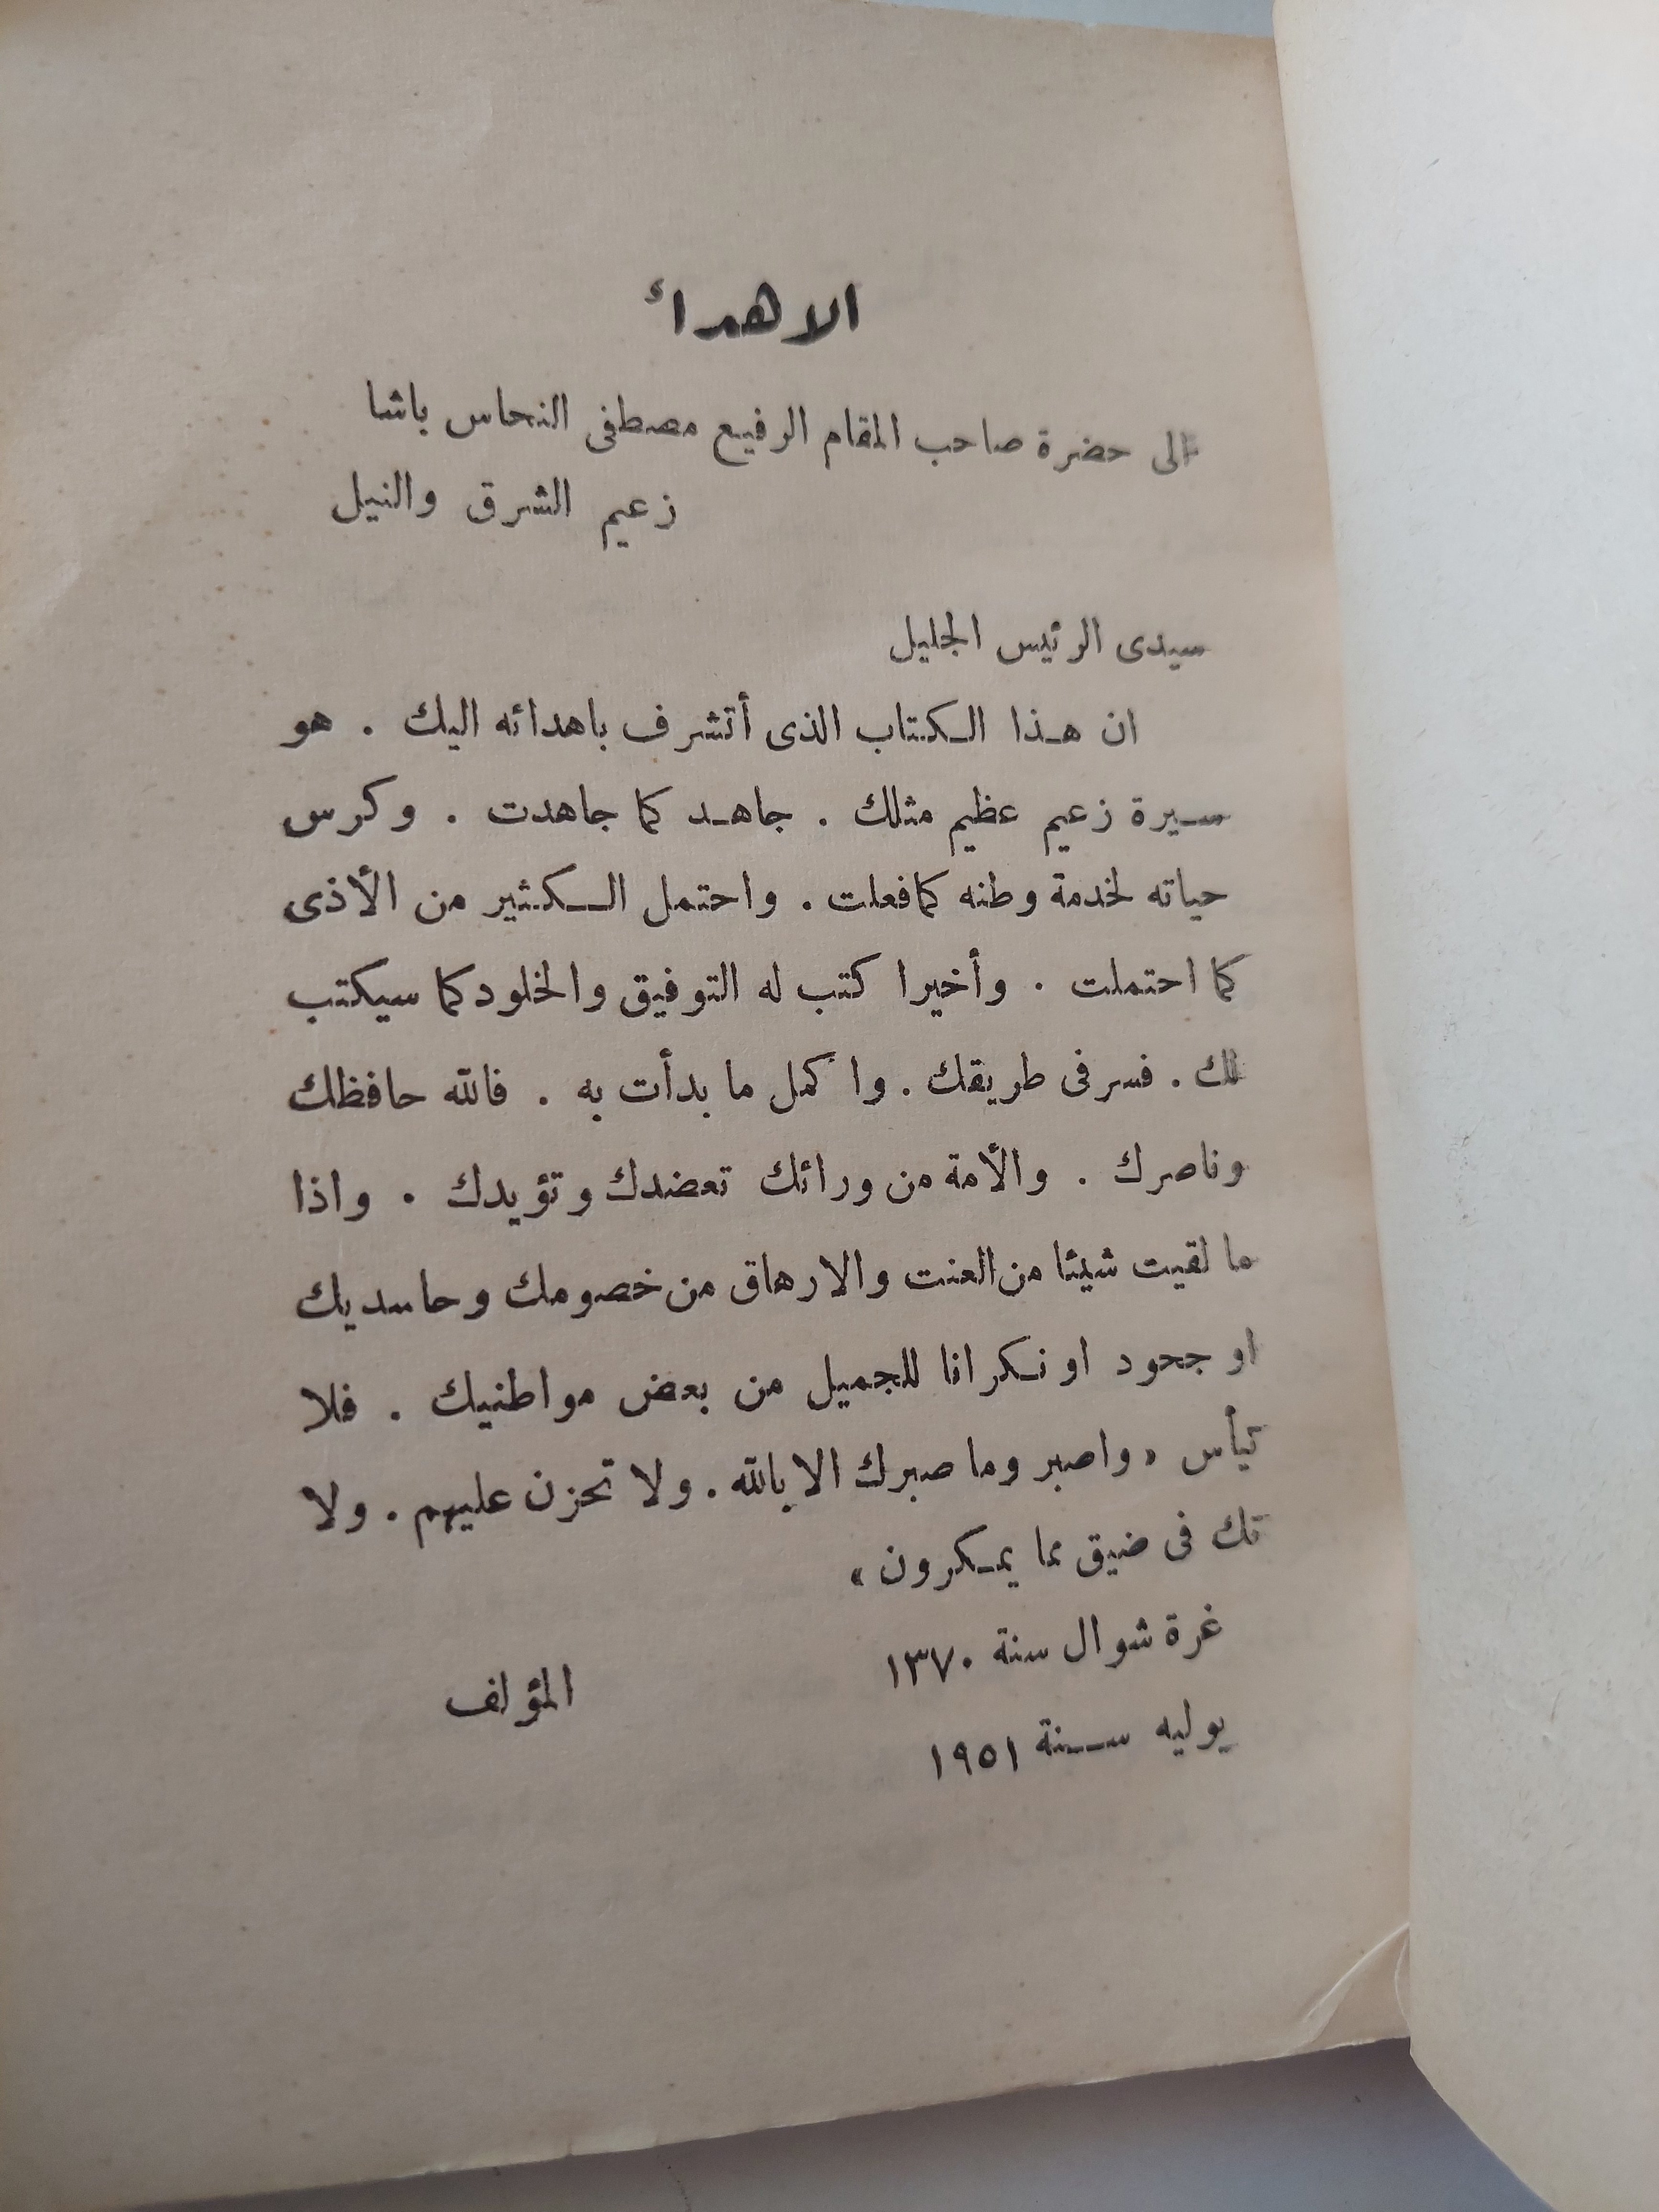 الاهداء
الى حضرة صاحب المقام الرفيع مصطفى النحاس باشا
زعيم الشرق والنيل
سيدى الرئيس الجليل
ان هذا الكتاب الذى أتشرف باهدائه اليك . هو
سيرة زعيم عظيم مثلك . جاهد كما جاهدت . وكرس
حياته لخدمة وطنه كما فعلت . واحتمل الكثير من الأذى
كما احتملت . وأخيرا كتب له التوفيق والخلود كما سيكتب
لك . فسر فى طريقك . وا كمل ما بدأت به . فالله حافظك
وناصرك . والأمة من ورائك تعضدك وتؤيدك . واذا
ما لقيت شيئا من العنت والارهاق من خصومك وحاسديك
او جحود او نكرانا للجميل من بعض مواطنيك . فلا
تيأس « واصبر وما صبرك الا بالله . ولا تحزن عليهم . ولا
تك فى ضيق مما يمكرون »
غرة شوال سنة ١٣٧٠
المؤلف
يوليه سنة ١٩٥١